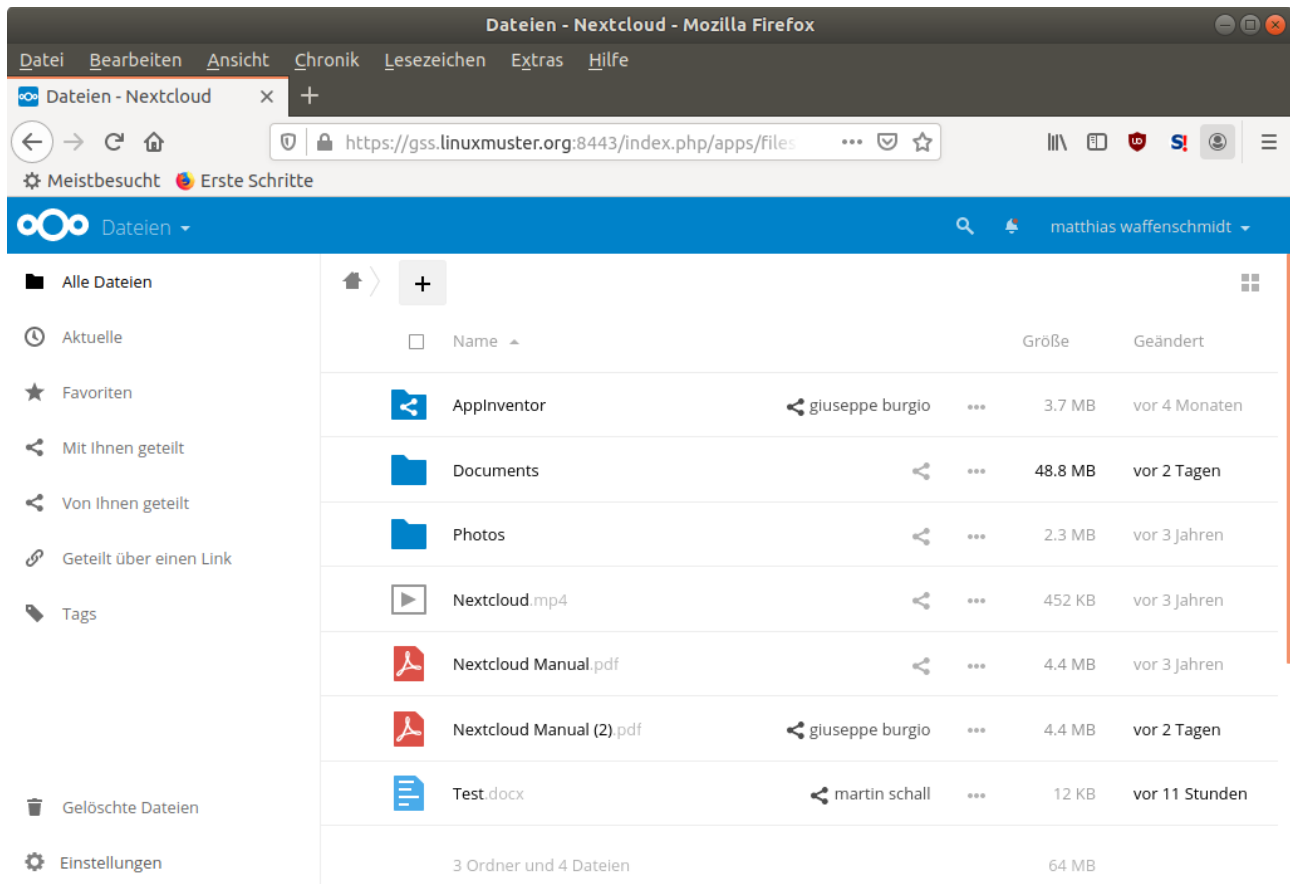 Dateien - Nextcloud - Mozilla Firefox
Datei Bearbeiten Ansicht Chronik Lesezeichen Extras Hilfe
Dateien - Nextcloud
https://gss.linuxmuster.org:8443/index.php/apps/files
Meistbesucht Erste Schritte
Dateien matthias waffenschmidt
Alle Dateien
Aktuelle
Favoriten
Mit Ihnen geteilt
Von Ihnen geteilt
Geteilt über einen Link
Tags
Gelöschte Dateien
Einstellungen
Name Größe Geändert
AppInventor giuseppe burgio 3.7 MB vor 4 Monaten
Documents 48.8 MB vor 2 Tagen
Photos 2.3 MB vor 3 Jahren
Nextcloud.mp4 452 KB vor 3 Jahren
Nextcloud Manual.pdf 4.4 MB vor 3 Jahren
Nextcloud Manual (2).pdf giuseppe burgio 4.4 MB vor 2 Tagen
Test.docx martin schall 12 KB vor 11 Stunden
3 Ordner und 4 Dateien 64 MB